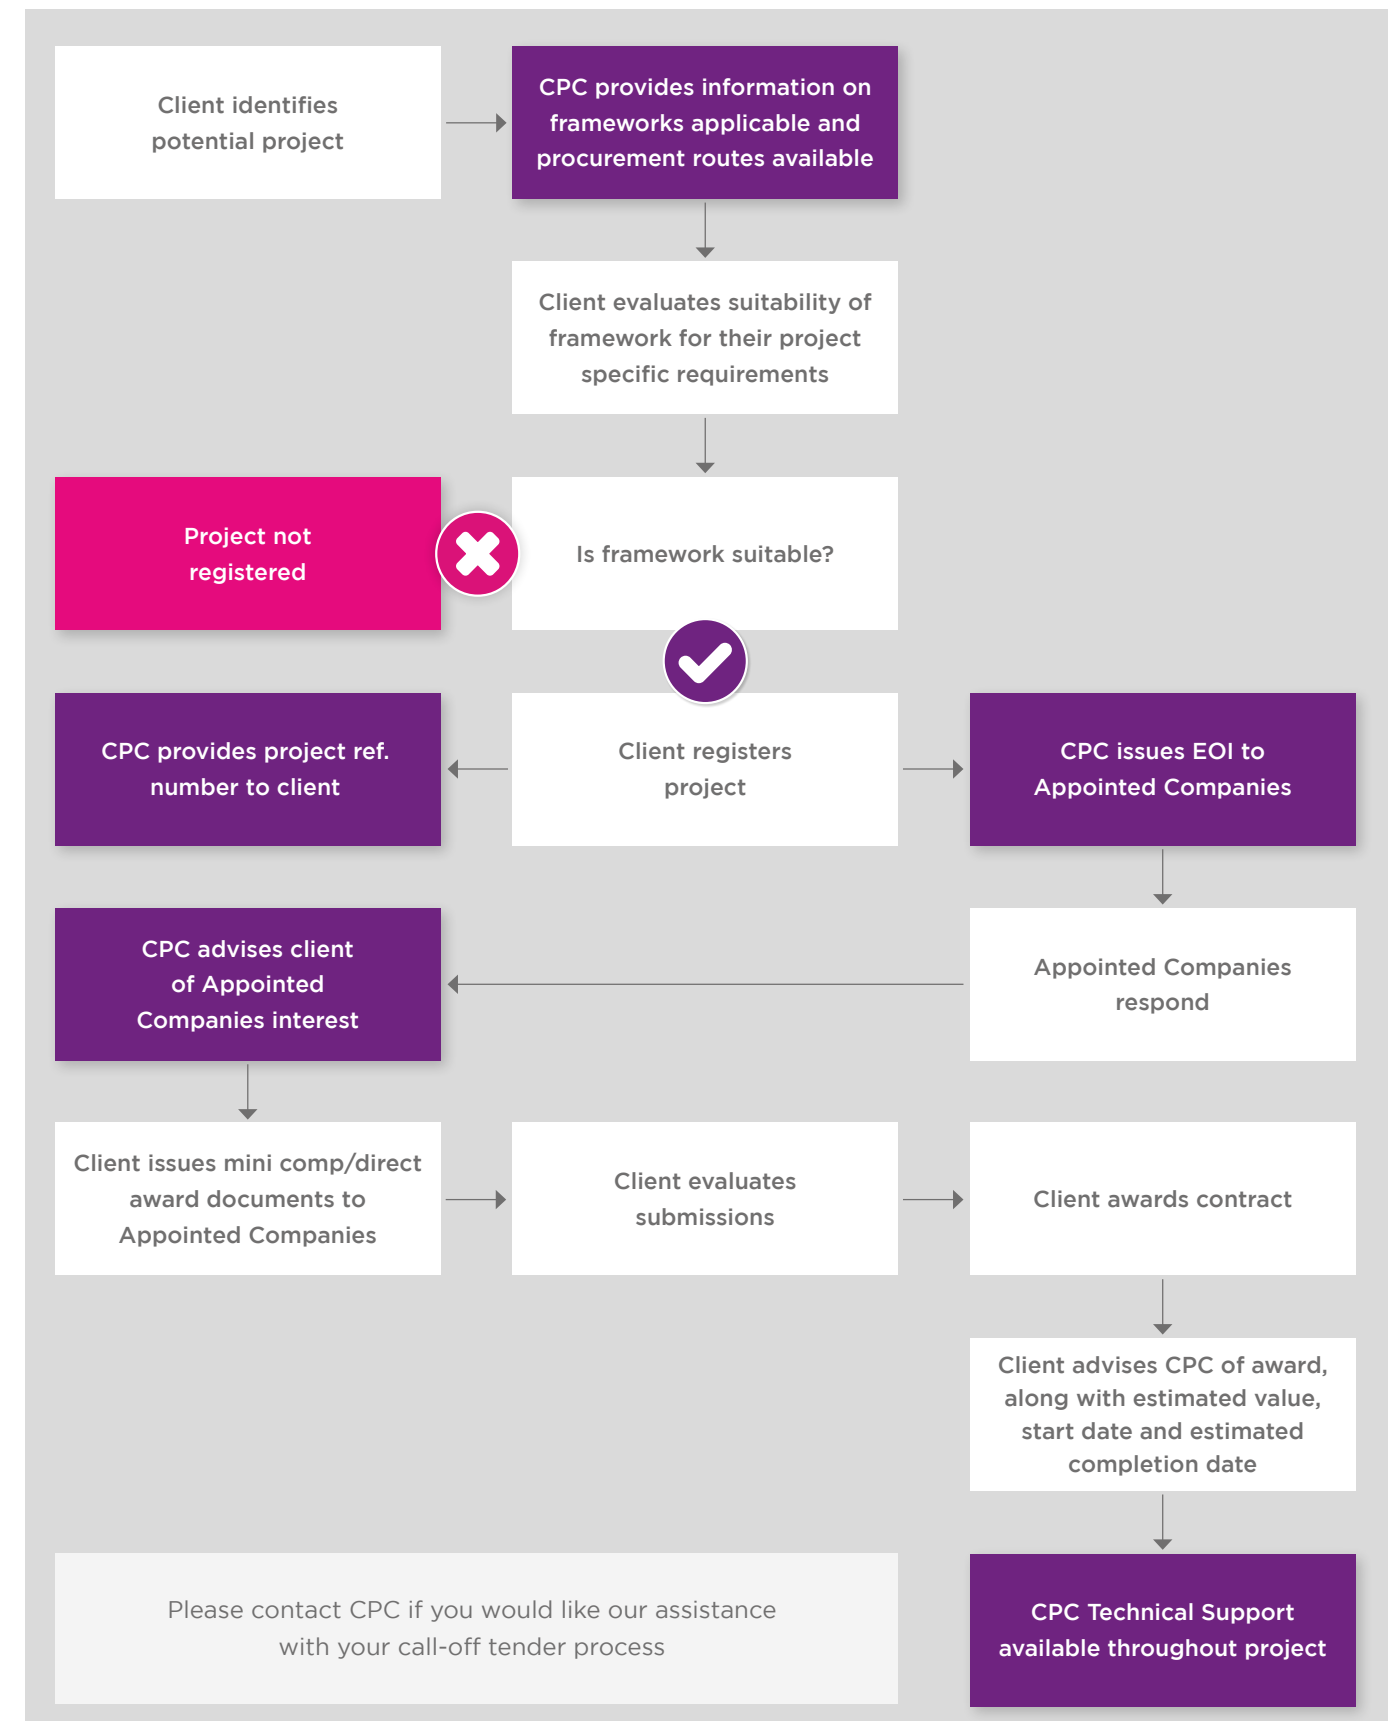 Client identifies
potential project
CPC provides information on
frameworks applicable and
procurement routes available
Client evaluates suitability of
framework for their project
specific requirements
Project not
registered
Is framework suitable?
CPC provides project ref.
number to client
Client registers
project
CPC issues EOI to
Appointed Companies
CPC advises client
of Appointed
Companies interest
Appointed Companies
respond
Client issues mini comp/direct
award documents to
Appointed Companies
Client evaluates
submissions
Client awards contract
Client advises CPC of award,
along with estimated value,
start date and estimated
completion date
Please contact CPC if you would like our assistance
with your call-off tender process
CPC Technical Support
available throughout project